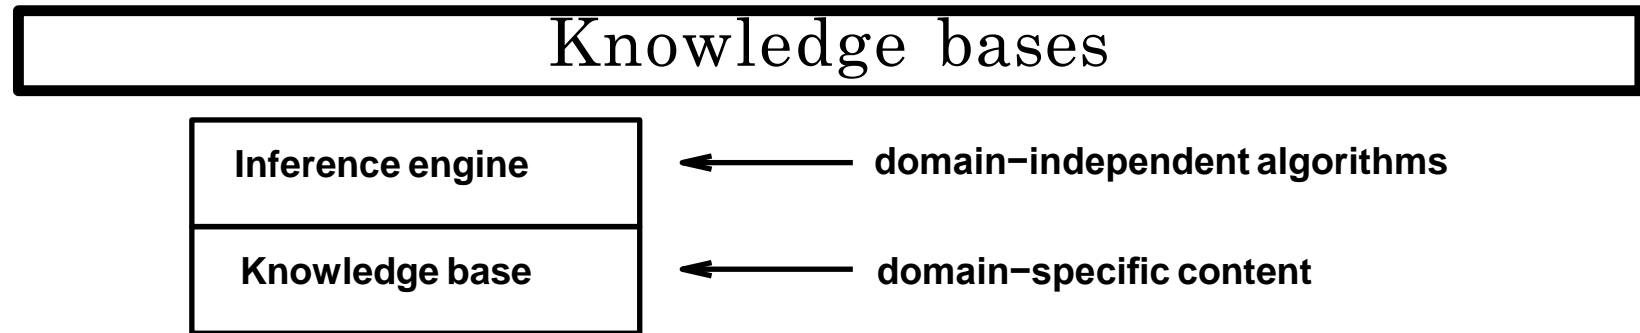 Knowledge bases
Inference engine domain−independent algorithms
Knowledge base domain−specific content